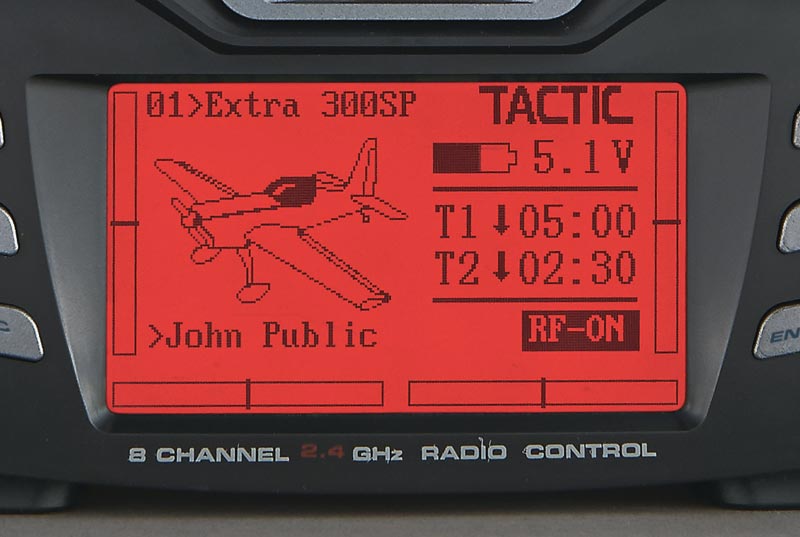 01>Extra 300SP
TACTIC
5.1V
T1⬇05:00
T2⬇02:30
>John Public
RF-ON
8 CHANNEL 2.4 GHz RADIO CONTROL